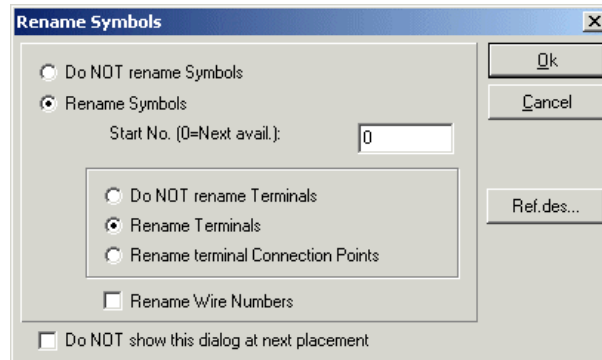 Rename Symbols
Do NOT rename Symbols
Rename Symbols
Start No. (0=Next avail.):
0
Do NOT rename Terminals
Rename Terminals
Rename terminal Connection Points
Rename Wire Numbers
Do NOT show this dialog at next placement
Ok
Cancel
Ref.des...